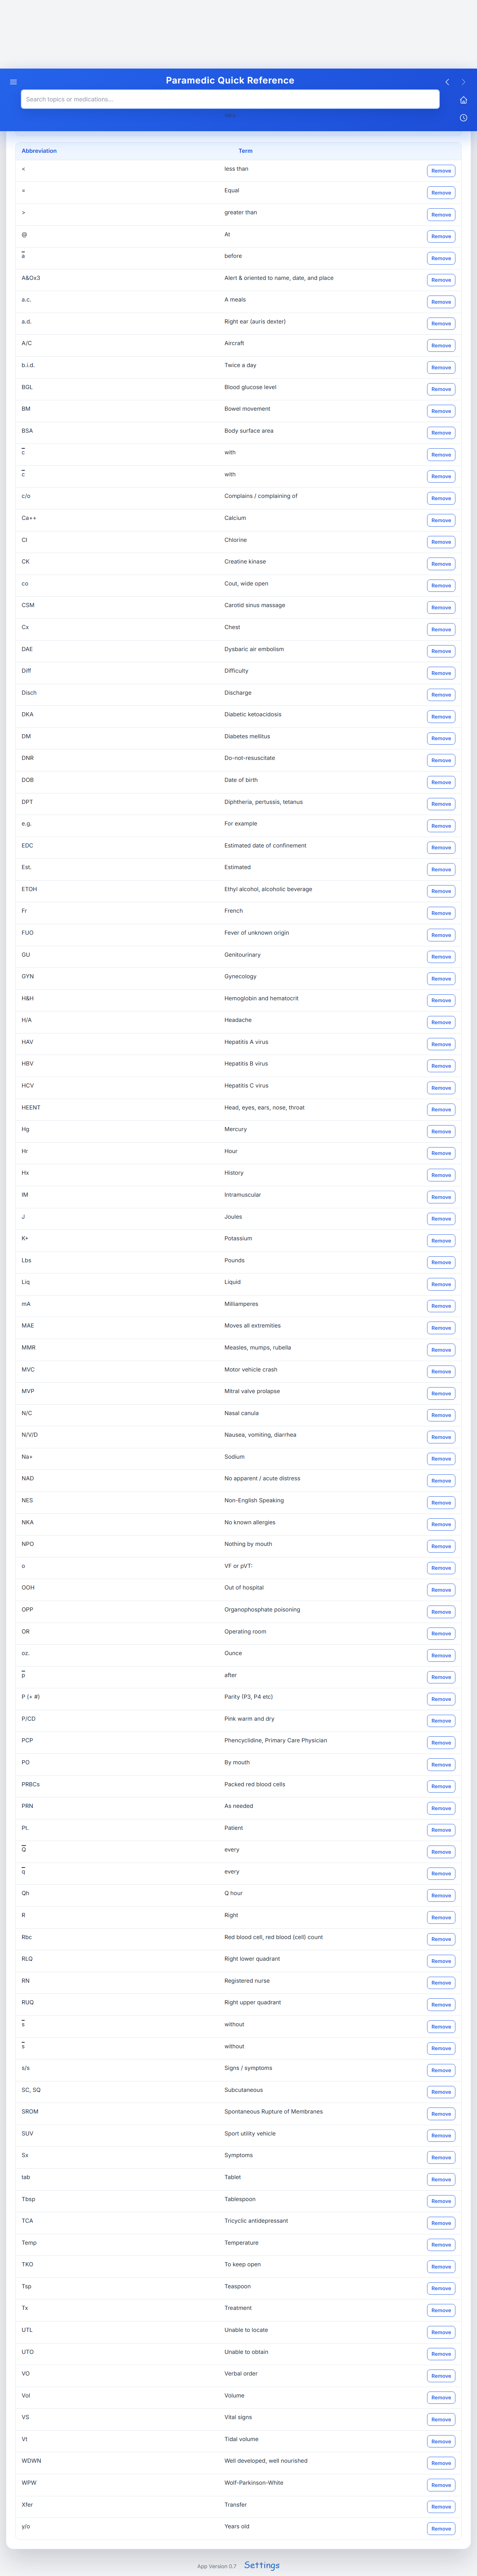 Paramedic Quick Reference
Search topics or medications...
Abbreviation Term
< less than Remove
= Equal Remove
> greater than Remove
@ At Remove
a̅ before Remove
A&Ox3 Alert & oriented to name, date, and place Remove
a.c. A meals Remove
a.d. Right ear (auris dexter) Remove
A/C Aircraft Remove
b.i.d. Twice a day Remove
BGL Blood glucose level Remove
BM Bowel movement Remove
BSA Body surface area Remove
c̅ with Remove
c̅ with Remove
c/o Complains / complaining of Remove
Ca++ Calcium Remove
Cl Chlorine Remove
CK Creatine kinase Remove
co Cout, wide open Remove
CSM Carotid sinus massage Remove
Cx Chest Remove
DAE Dysbaric air embolism Remove
Diff Difficulty Remove
Disch Discharge Remove
DKA Diabetic ketoacidosis Remove
DM Diabetes mellitus Remove
DNR Do-not-resuscitate Remove
DOB Date of birth Remove
DPT Diphtheria, pertussis, tetanus Remove
e.g. For example Remove
EDC Estimated date of confinement Remove
Est. Estimated Remove
ETOH Ethyl alcohol, alcoholic beverage Remove
Fr French Remove
FUO Fever of unknown origin Remove
GU Genitourinary Remove
GYN Gynecology Remove
H&H Hemoglobin and hematocrit Remove
H/A Headache Remove
HAV Hepatitis A virus Remove
HBV Hepatitis B virus Remove
HCV Hepatitis C virus Remove
HEENT Head, eyes, ears, nose, throat Remove
Hg Mercury Remove
Hr Hour Remove
Hx History Remove
IM Intramuscular Remove
J Joules Remove
K+ Potassium Remove
Lbs Pounds Remove
Liq Liquid Remove
mA Milliamperes Remove
MAE Moves all extremities Remove
MMR Measles, mumps, rubella Remove
MVC Motor vehicle crash Remove
MVP Mitral valve prolapse Remove
N/C Nasal canula Remove
N/V/D Nausea, vomiting, diarrhea Remove
Na+ Sodium Remove
NAD No apparent / acute distress Remove
NES Non-English Speaking Remove
NKA No known allergies Remove
NPO Nothing by mouth Remove
o VF or pVT: Remove
OOH Out of hospital Remove
OPP Organophosphate poisoning Remove
OR Operating room Remove
oz. Ounce Remove
p̅ after Remove
P (+ #) Parity (P3, P4 etc) Remove
P/CD Pink warm and dry Remove
PCP Phencyclidine, Primary Care Physician Remove
PO By mouth Remove
PRBCs Packed red blood cells Remove
PRN As needed Remove
Pt. Patient Remove
Q̅ every Remove
q̅ every Remove
Qh Q hour Remove
R Right Remove
Rbc Red blood cell, red blood (cell) count Remove
RLQ Right lower quadrant Remove
RN Registered nurse Remove
RUQ Right upper quadrant Remove
s̅ without Remove
s̅ without Remove
s/s Signs / symptoms Remove
SC, SQ Subcutaneous Remove
SROM Spontaneous Rupture of Membranes Remove
SUV Sport utility vehicle Remove
Sx Symptoms Remove
tab Tablet Remove
Tbsp Tablespoon Remove
TCA Tricyclic antidepressant Remove
Temp Temperature Remove
TKO To keep open Remove
Tsp Teaspoon Remove
Tx Treatment Remove
UTL Unable to locate Remove
UTO Unable to obtain Remove
VO Verbal order Remove
Vol Volume Remove
VS Vital signs Remove
Vt Tidal volume Remove
WDWN Well developed, well nourished Remove
WPW Wolf-Parkinson-White Remove
Xfer Transfer Remove
y/o Years old Remove
App Version 0.7 Settings